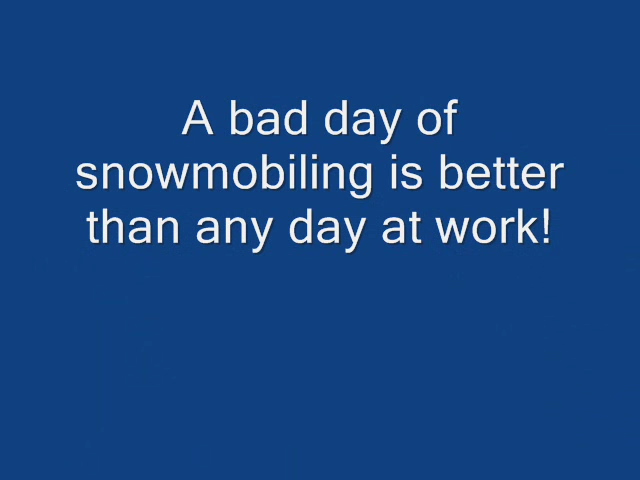 A bad day of
snowmobiling is better
than any day at work!